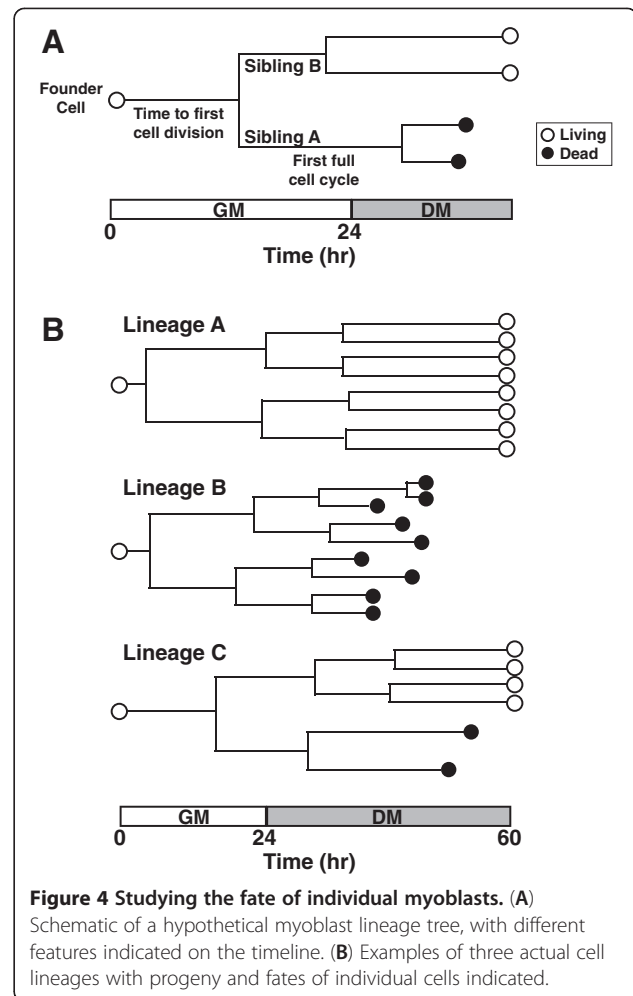 A
Founder
Cell
Time to first
cell division
Sibling B
Sibling A
First full
cell cycle
Living
Dead
GM
DM
0
24
Time (hr)
B
Lineage A
Lineage B
Lineage C
GM
DM
0
24
60
Time (hr)
Figure 4 Studying the fate of individual myoblasts. (A)
Schematic of a hypothetical myoblast lineage tree, with different
features indicated on the timeline. (B) Examples of three actual cell
lineages with progeny and fates of individual cells indicated.